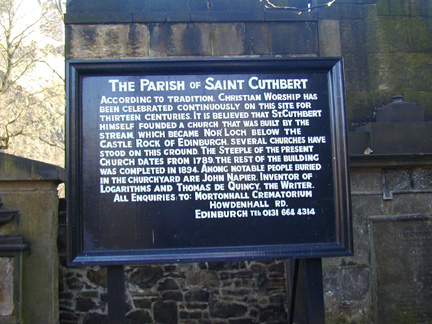 The Parish of Saint Cuthbert
According to tradition, Christian Worship has
been celebrated continuously on this site for
thirteen centuries. It is believed that St. Cuthbert
himself founded a church that was built by the
stream, which became Nor' Loch below the
Castle Rock of Edinburgh. Several churches have
stood on this ground. The Steeple of the present
Church dates from 1789. The rest of the building
was completed in 1894. Among notable people buried
in the churchyard are John Napier, Inventor of
Logarithms and Thomas de Quincy, the Writer.
All Enquiries to: Mortonhall Crematorium
Howdenhall Rd.
Edinburgh Tel 0131 664 4314